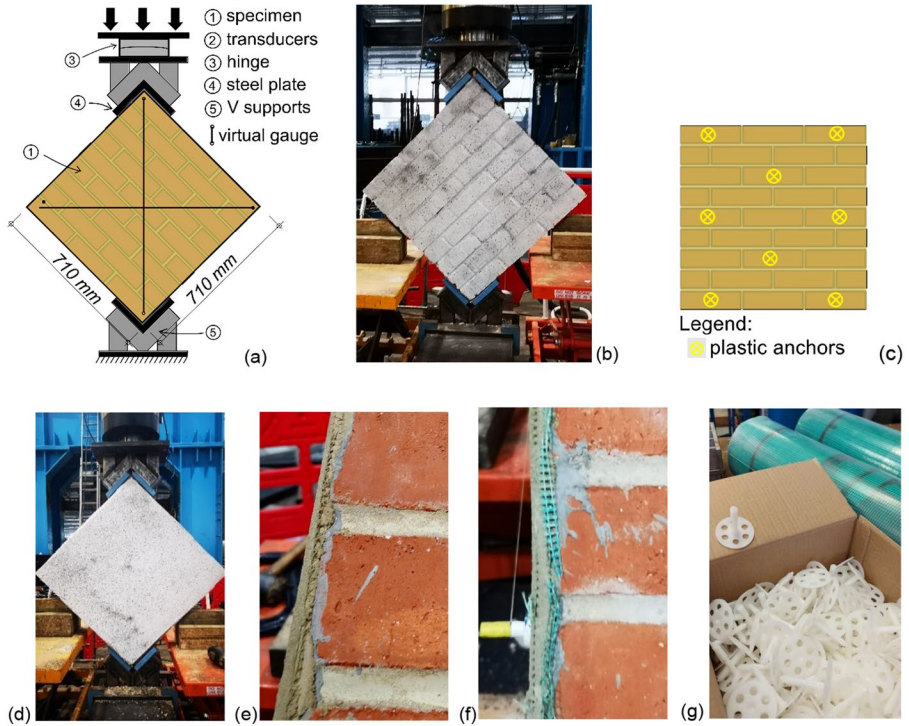 ① specimen
② transducers
③ hinge
④ steel plate
⑤ V supports
virtual gauge
③
④
①
710 mm
710 mm
⑤
(a)
(b)
Legend:
plastic anchors
(c)
(d)
(e)
(f)
(g)